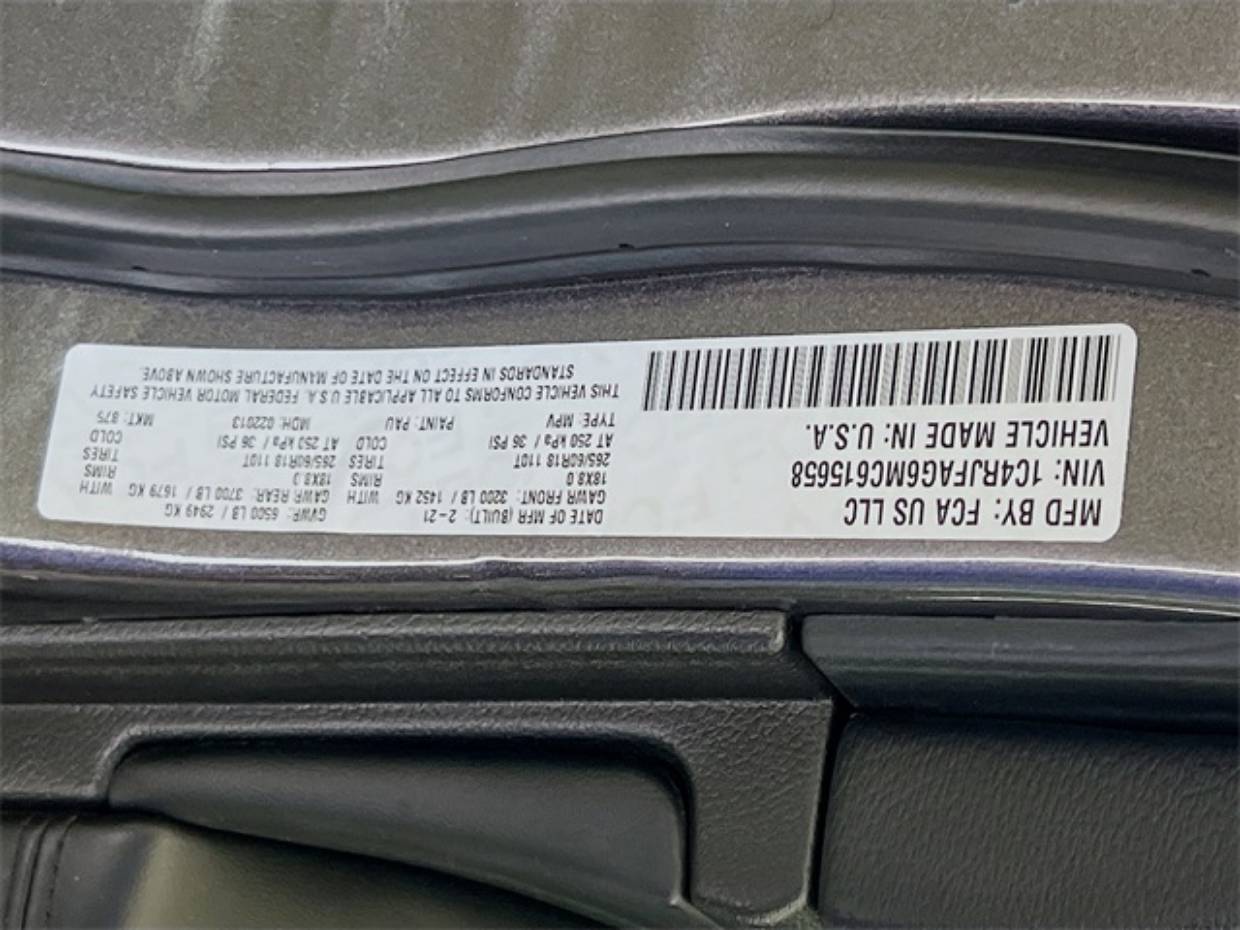 MFD BY: FCA US LLC
VIN: 1C4RJFAG6MC615658
VEHICLE MADE IN: U.S.A.
DATE OF MFR (BUILT): 2-21 GVWR: 6500 LB / 2949 KG
GAWR FRONT: 3200 LB / 1452 KG WITH GAWR REAR: 3700 LB / 1679 KG WITH
18X8.0 RIMS 18X8.0 RIMS
265/60R18 110T TIRES 265/60R18 110T TIRES
AT 250 kPa / 36 PSI COLD AT 250 kPa / 36 PSI COLD
TYPE: MPV PAINT: PAU MDH: 022013 MKT: 875
THIS VEHICLE CONFORMS TO ALL APPLICABLE U.S.A. FEDERAL MOTOR VEHICLE SAFETY
STANDARDS IN EFFECT ON THE DATE OF MANUFACTURE SHOWN ABOVE.